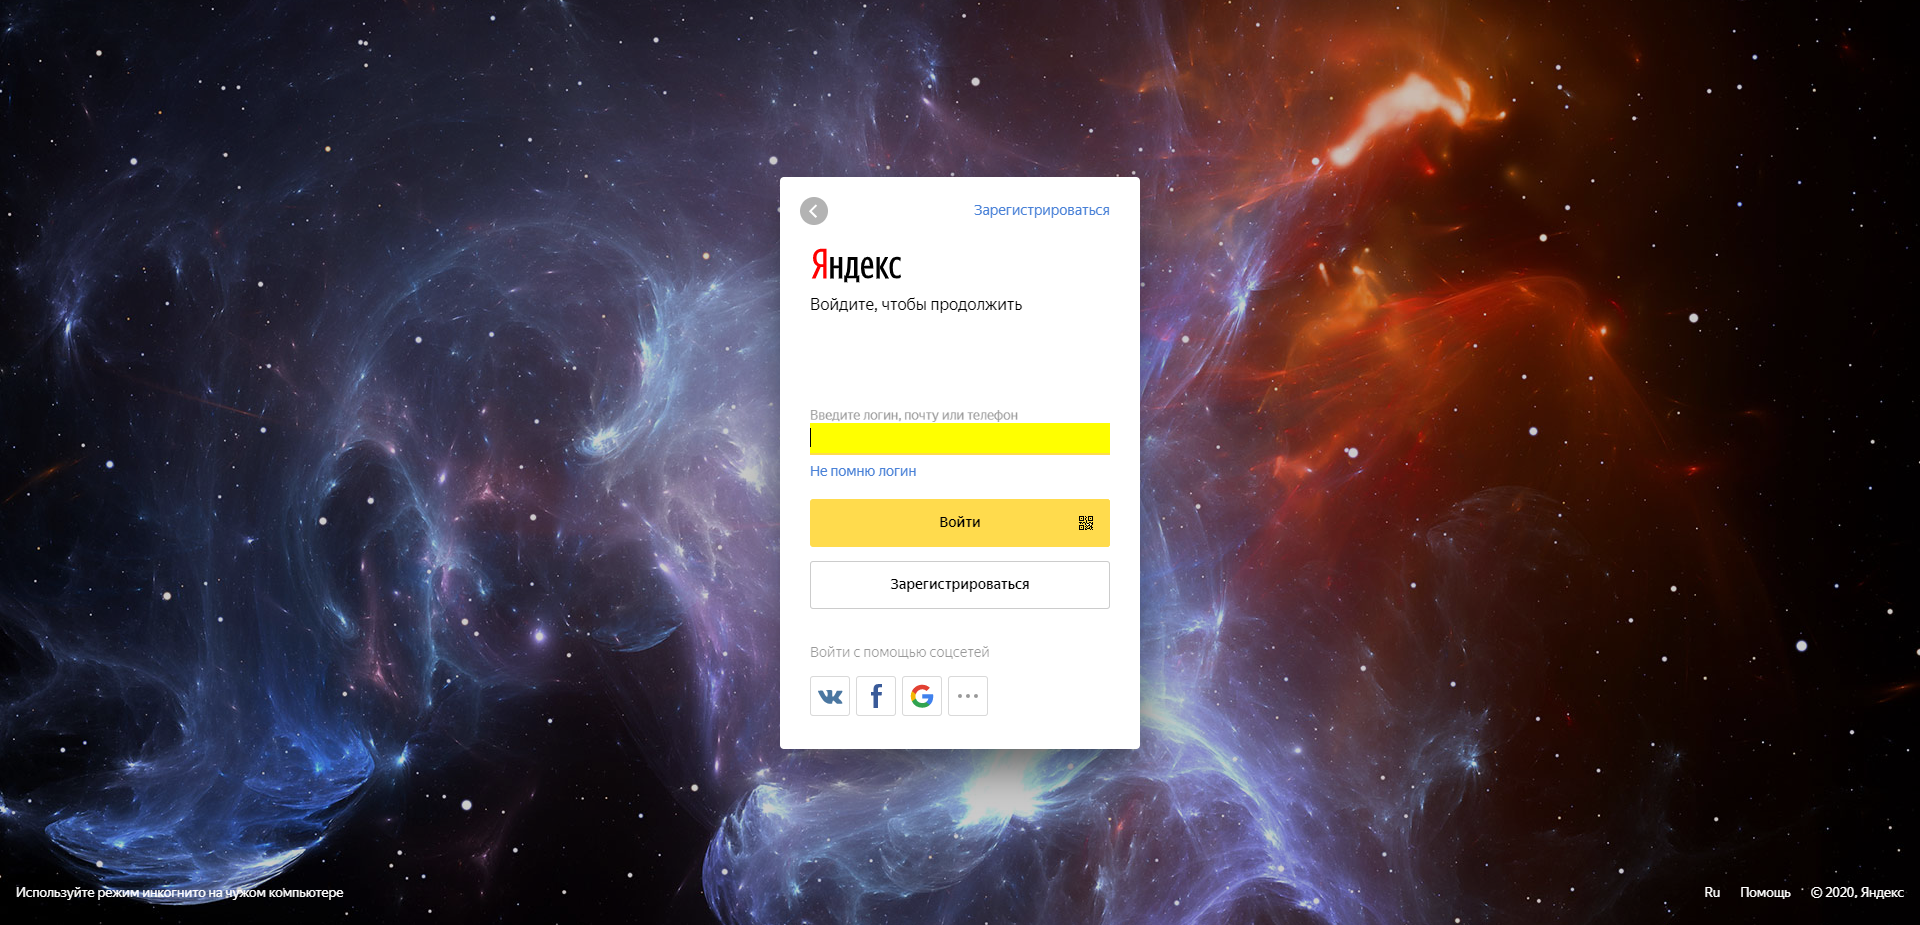 Зарегистрироваться
Яндекс
Войдите, чтобы продолжить
Введите логин, почту или телефон
Не помню логин
Войти
Зарегистрироваться
Войти с помощью соцсетей
Используйте режим инкогнито на чужом компьютере
Ru Помощь © 2020, Яндекс